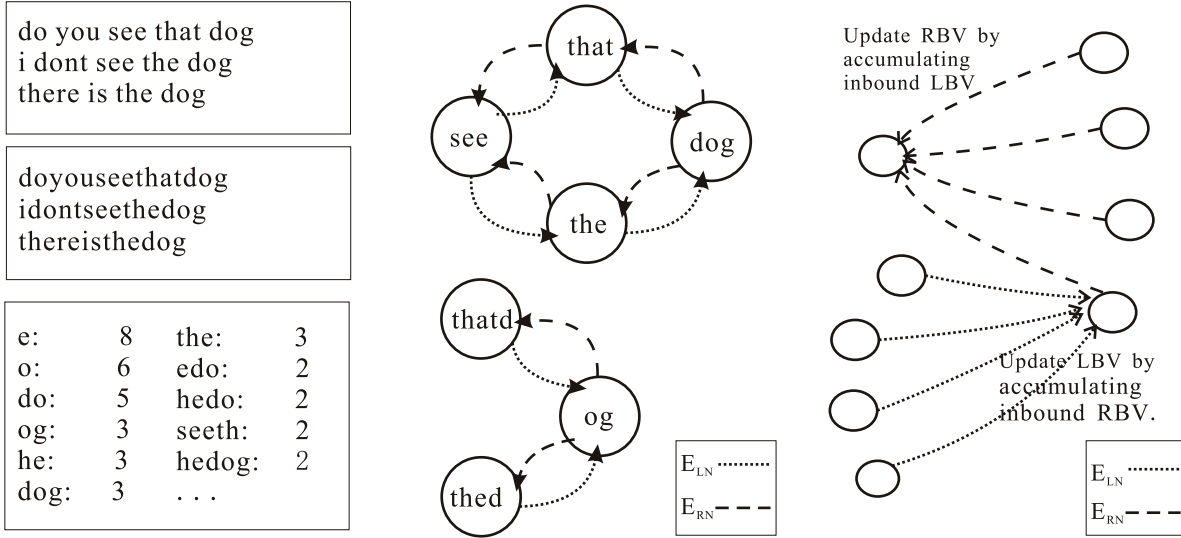 do you see that dog
i dont see the dog
there is the dog
doyouseethatdog
idontseethedog
thereisthedog
e: 8 the: 3
o: 6 edo: 2
do: 5 hedo: 2
og: 3 seeth: 2
he: 3 hedog: 2
dog: 3 . . .
that
see
dog
the
thatd
og
thed
E_LN
E_RN
Update RBV by
accumulating
inbound LBV
Update LBV by
accumulating
inbound RBV.
E_LN
E_RN